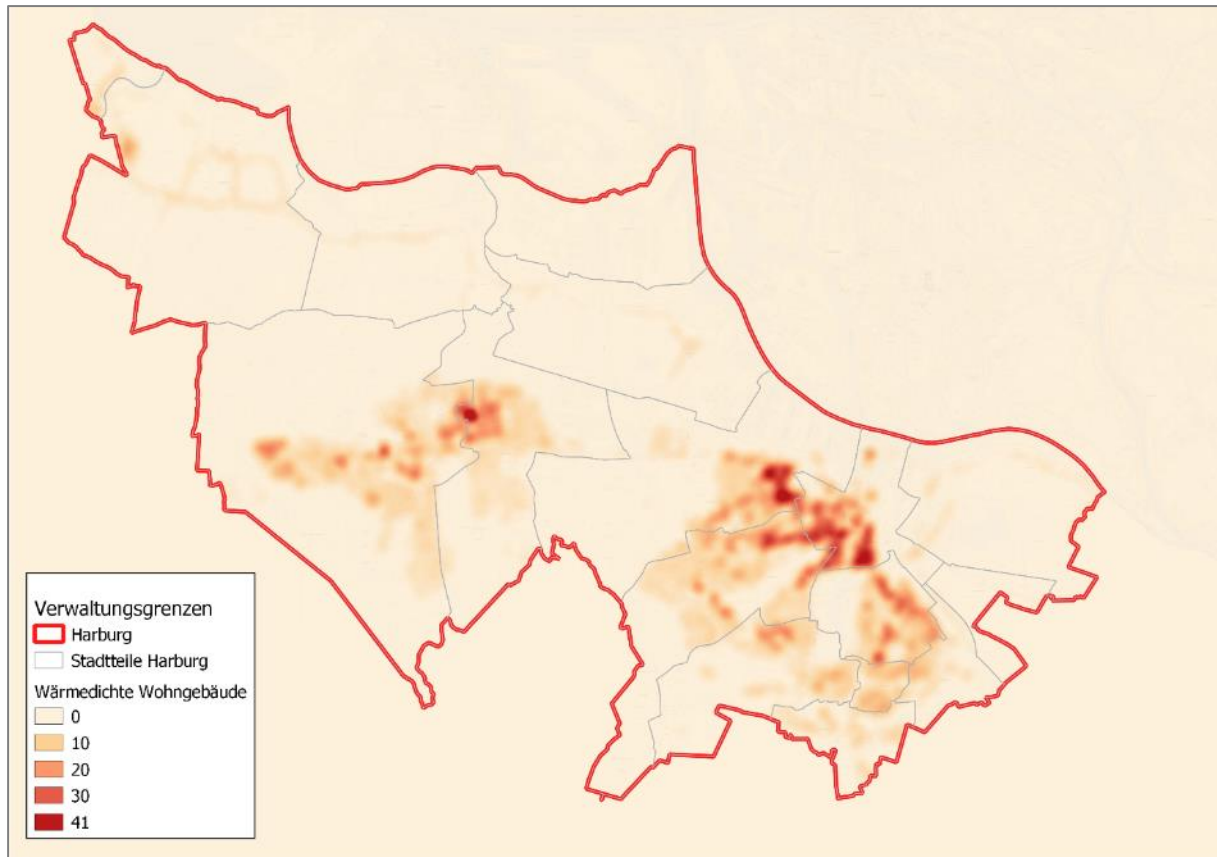 Verwaltungsgrenzen
Harburg
Stadtteile Harburg
Wärmedichte Wohngebäude
0
10
20
30
41